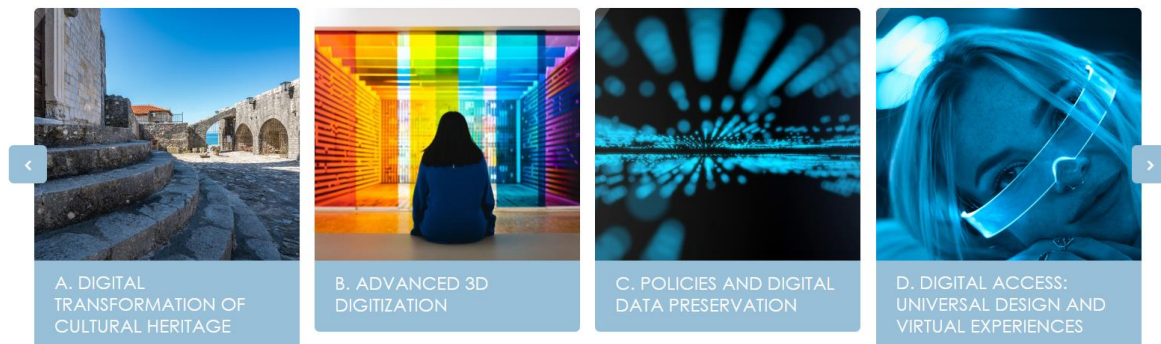 A. DIGITAL
TRANSFORMATION OF
CULTURAL HERITAGE
B. ADVANCED 3D
DIGITIZATION
C. POLICIES AND DIGITAL
DATA PRESERVATION
D. DIGITAL ACCESS:
UNIVERSAL DESIGN AND
VIRTUAL EXPERIENCES